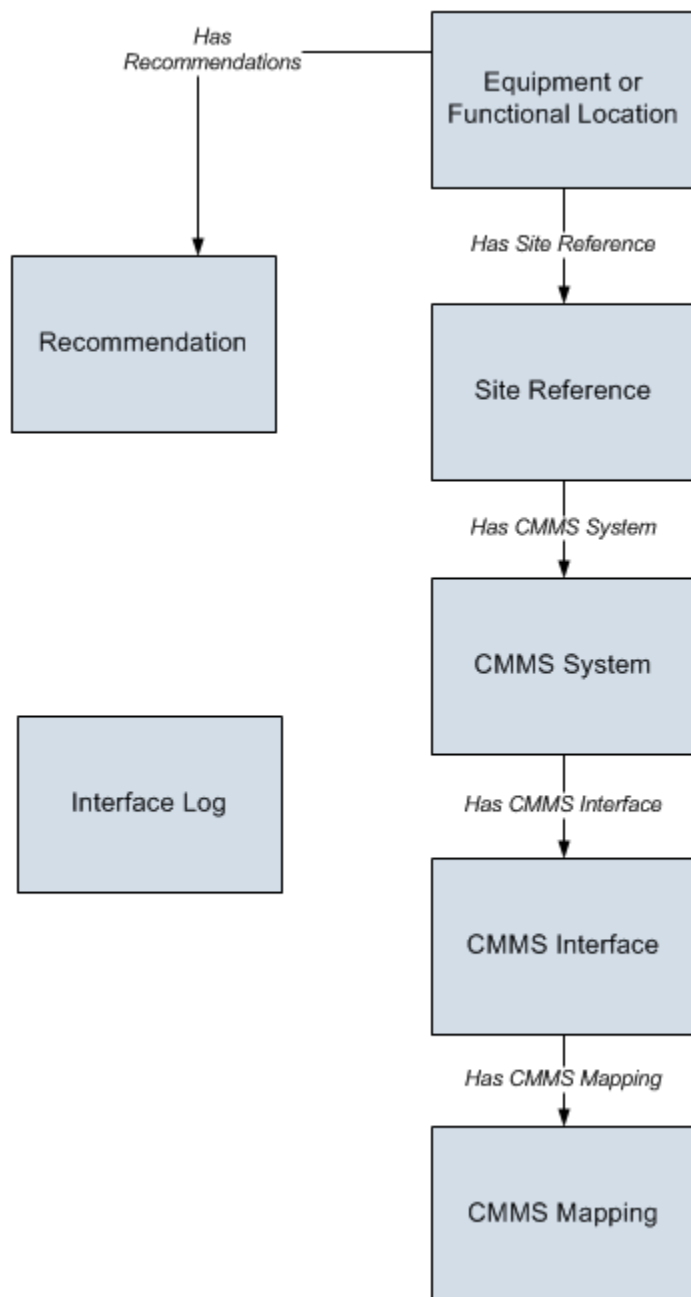 Has
Recommendations
Equipment or
Functional Location
Has Site Reference
Recommendation
Site Reference
Has CMMS System
CMMS System
Interface Log
Has CMMS Interface
CMMS Interface
Has CMMS Mapping
CMMS Mapping